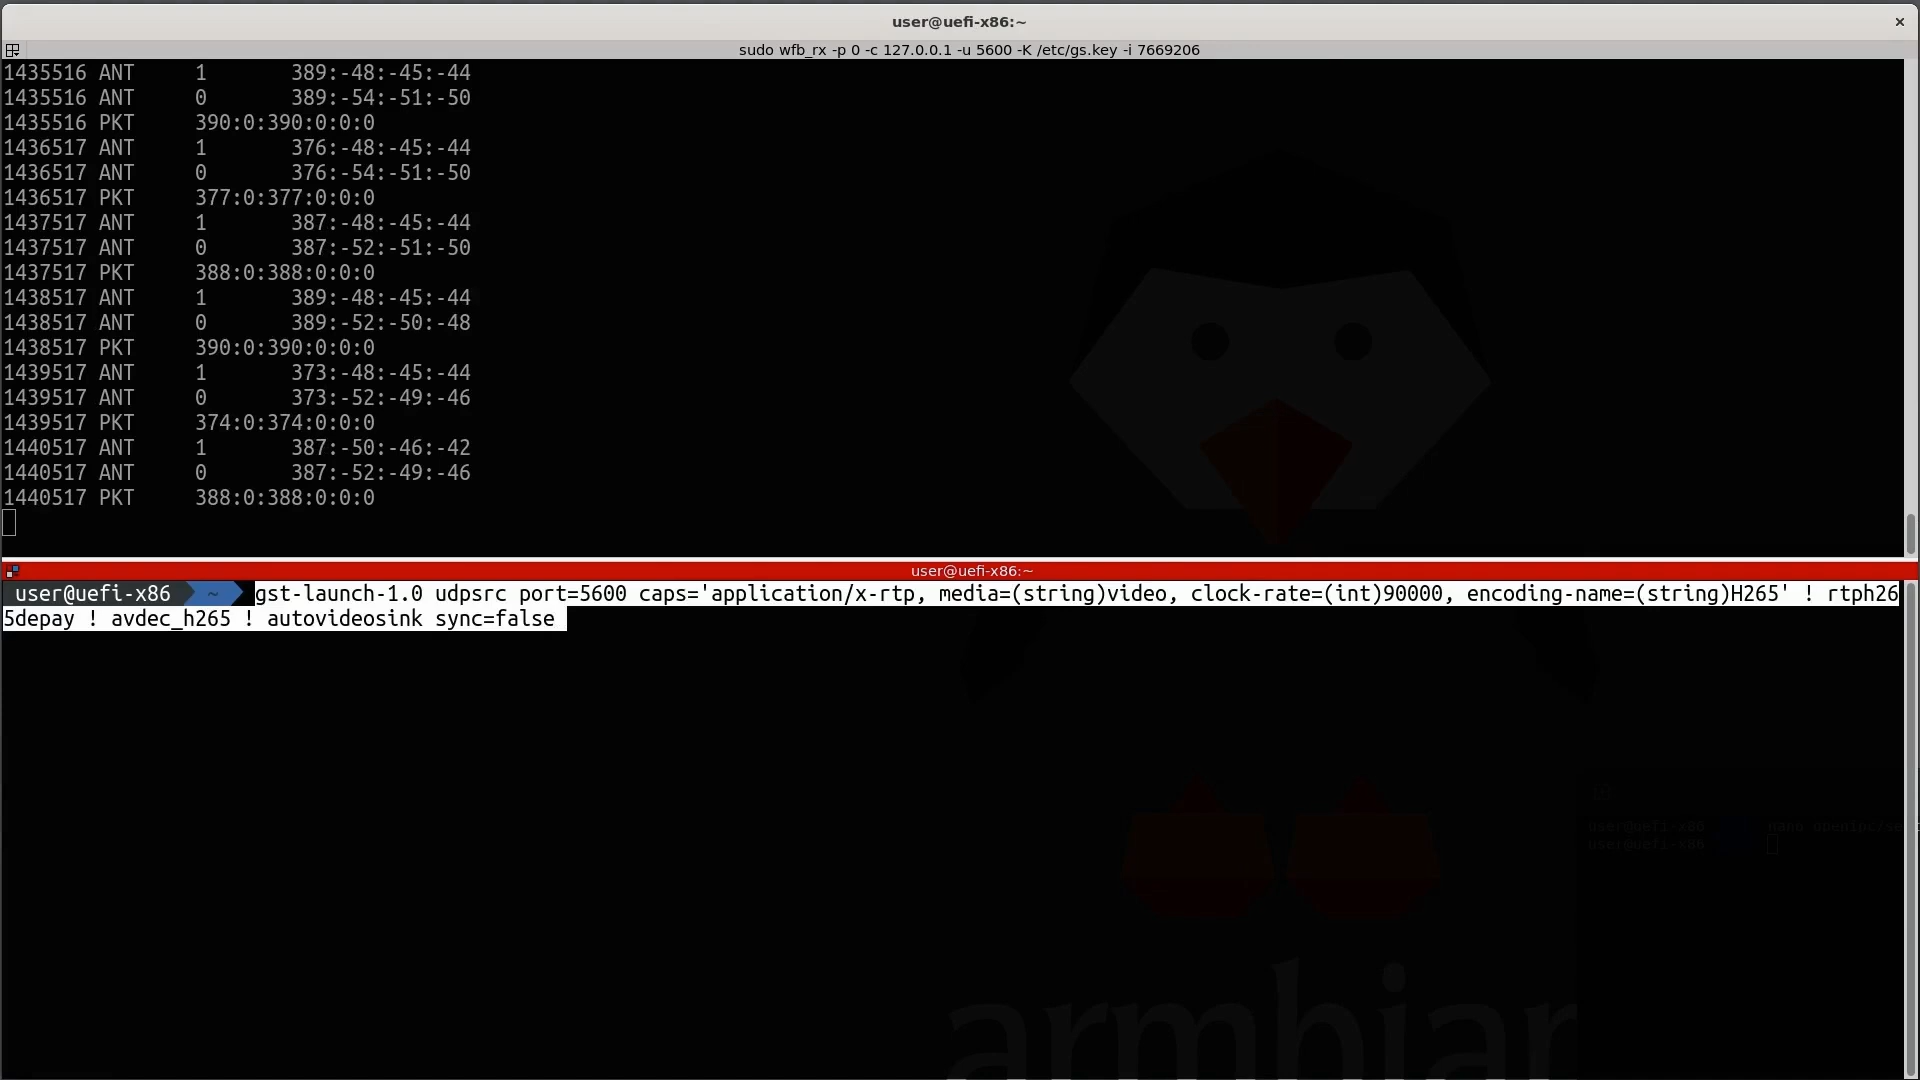 user@uefi-x86:~
sudo wfb_rx -p 0 -c 127.0.0.1 -u 5600 -K /etc/gs.key -i 7669206
1435516 ANT 1 389:-48:-45:-44
1435516 ANT 0 389:-54:-51:-50
1435516 PKT 390:0:390:0:0:0
1436517 ANT 1 376:-48:-45:-44
1436517 ANT 0 376:-54:-51:-50
1436517 PKT 377:0:377:0:0:0
1437517 ANT 1 387:-48:-45:-44
1437517 ANT 0 387:-52:-51:-50
1437517 PKT 388:0:388:0:0:0
1438517 ANT 1 389:-48:-45:-44
1438517 ANT 0 389:-52:-50:-48
1438517 PKT 390:0:390:0:0:0
1439517 ANT 1 373:-48:-45:-44
1439517 ANT 0 373:-52:-49:-46
1439517 PKT 374:0:374:0:0:0
1440517 ANT 1 387:-50:-46:-42
1440517 ANT 0 387:-52:-49:-46
1440517 PKT 388:0:388:0:0:0
user@uefi-x86:~
user@uefi-x86 ~ gst-launch-1.0 udpsrc port=5600 caps='application/x-rtp, media=(string)video, clock-rate=(int)90000, encoding-name=(string)H265' ! rtph26
5depay ! avdec_h265 ! autovideosink sync=false
user@uefi-x86
user@uefi-x86
armbian